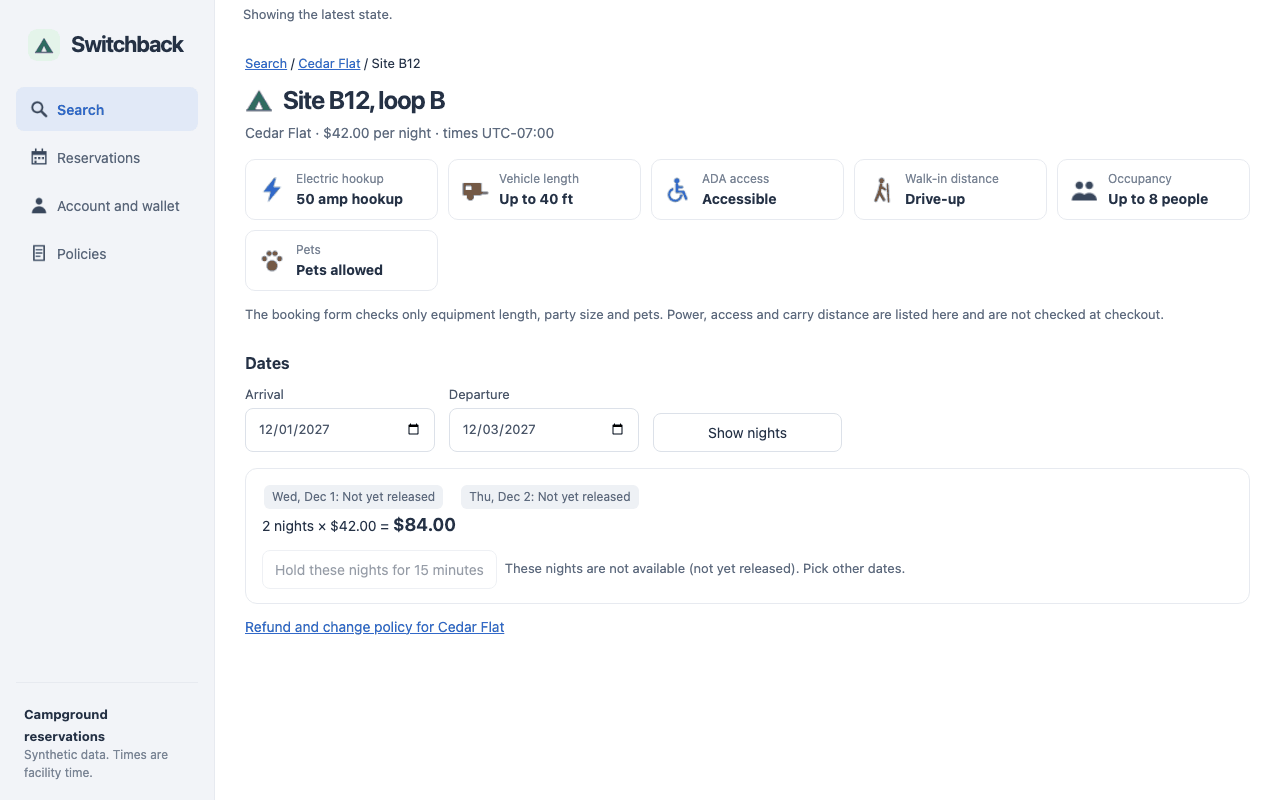 Switchback
Search
Reservations
Account and wallet
Policies
Campground
reservations
Synthetic data. Times are
facility time.
Showing the latest state.
Search / Cedar Flat / Site B12
Site B12, loop B
Cedar Flat · $42.00 per night · times UTC-07:00
Electric hookup
50 amp hookup
Vehicle length
Up to 40 ft
ADA access
Accessible
Walk-in distance
Drive-up
Occupancy
Up to 8 people
Pets
Pets allowed
The booking form checks only equipment length, party size and pets. Power, access and carry distance are listed here and are not checked at checkout.
Dates
Arrival
12/01/2027
Departure
12/03/2027
Show nights
Wed, Dec 1: Not yet released
Thu, Dec 2: Not yet released
2 nights × $42.00 = $84.00
Hold these nights for 15 minutes
These nights are not available (not yet released). Pick other dates.
Refund and change policy for Cedar Flat